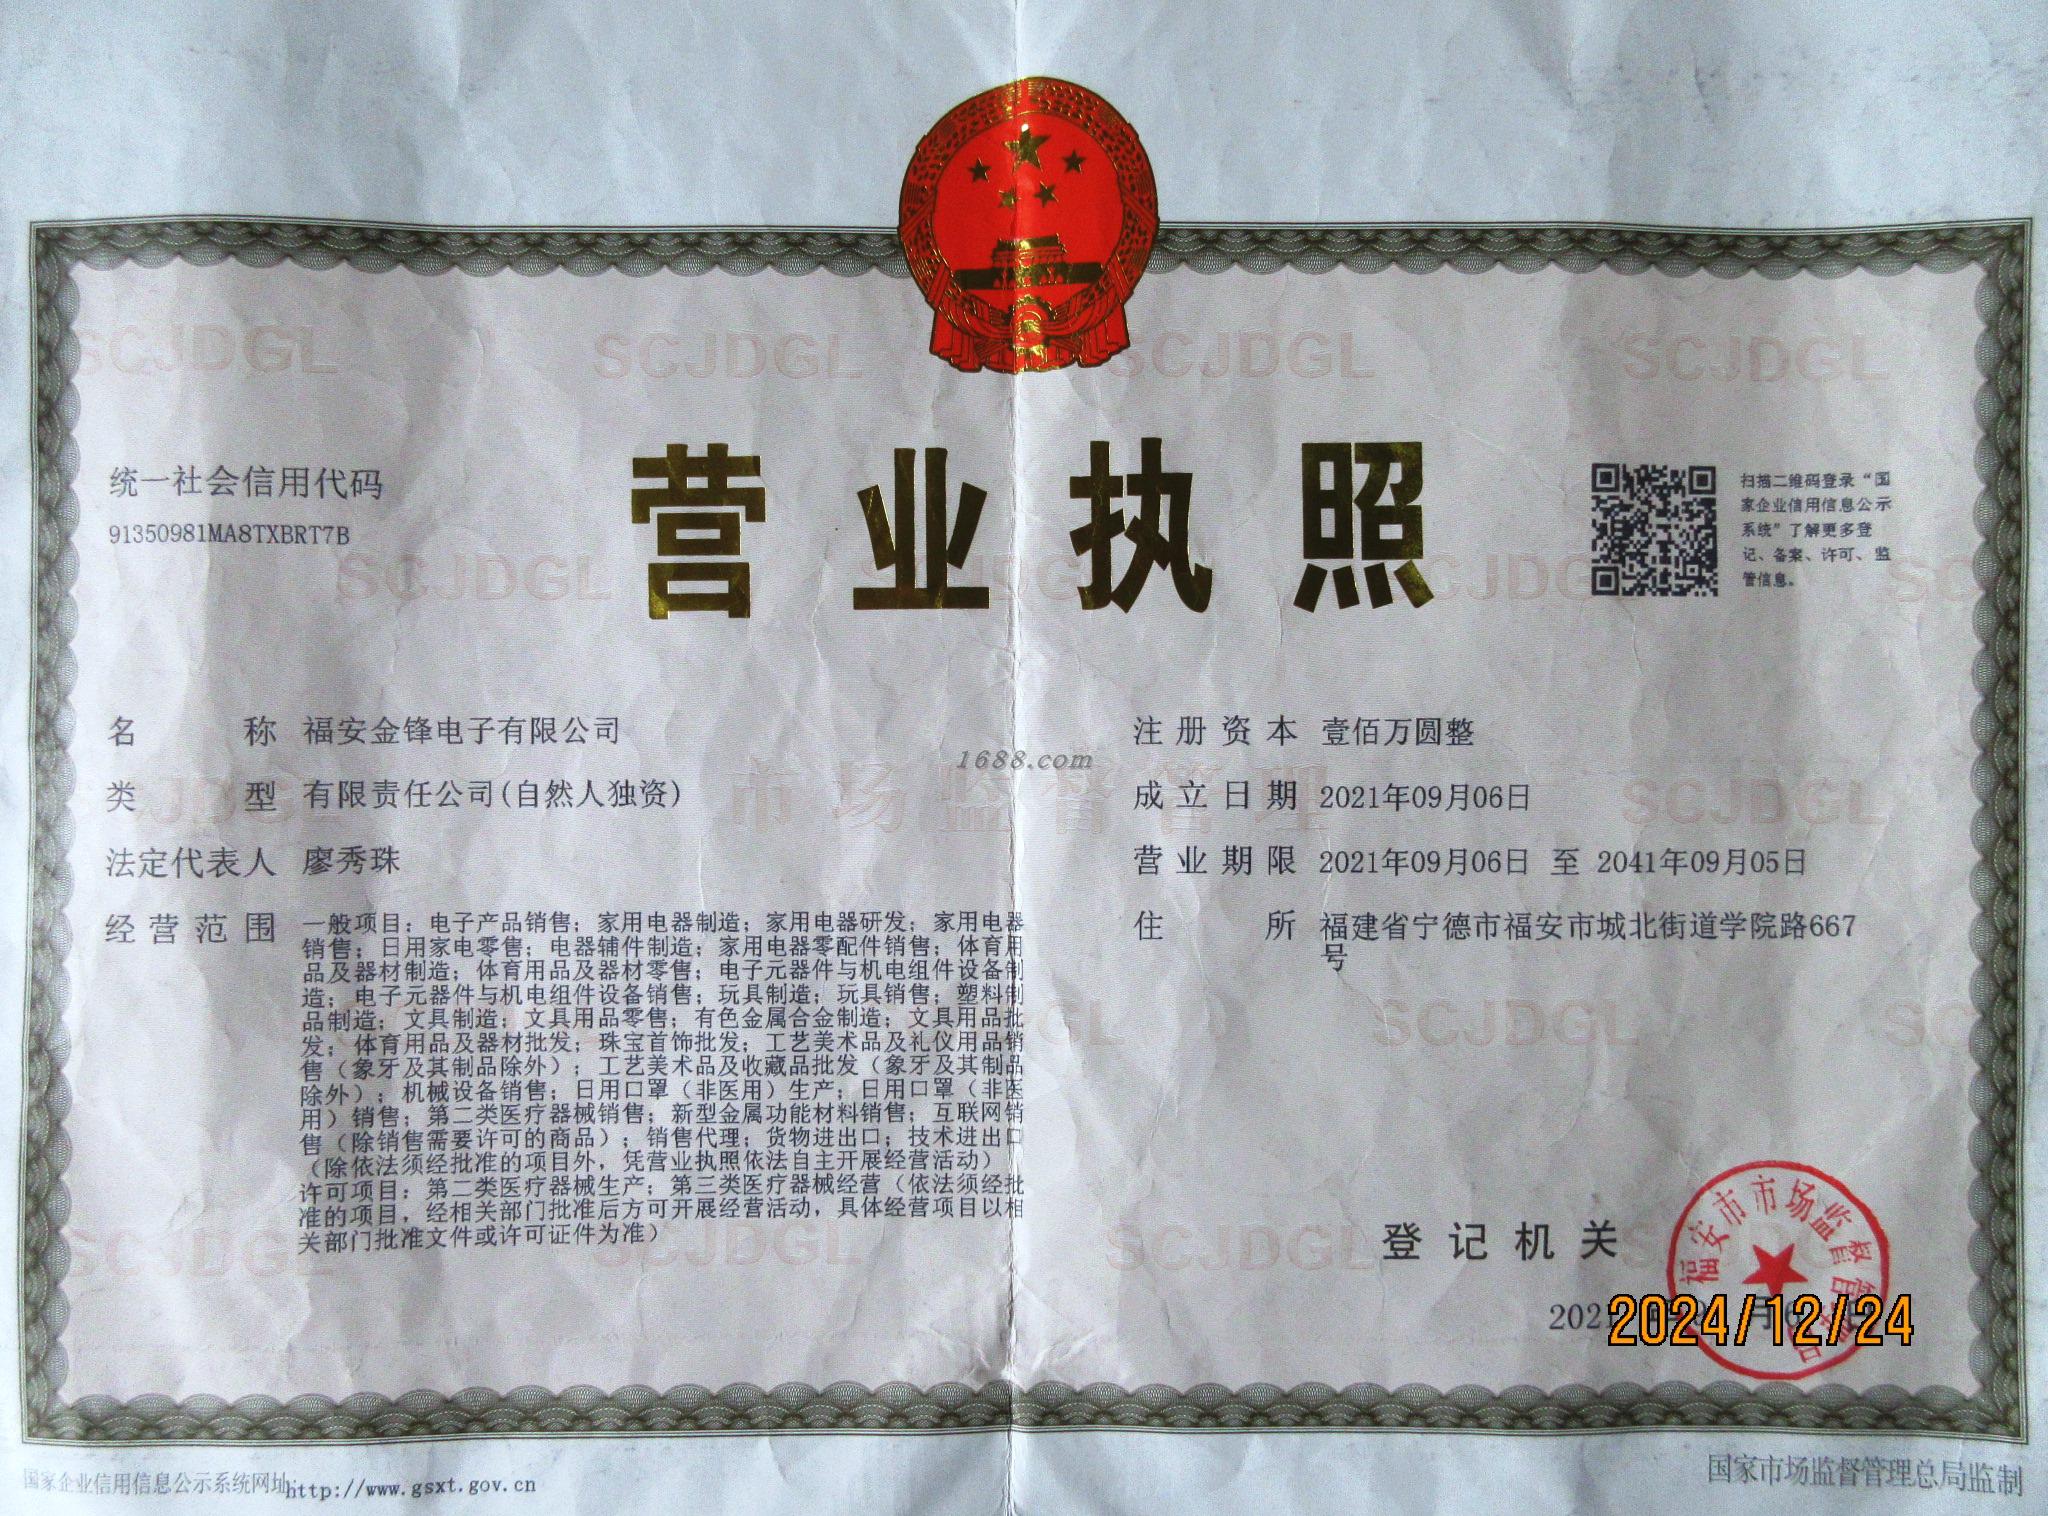 统一社会信用代码
91350981MA8TXBRT7B
营业执照
扫描二维码登录“国
家企业信用信息公示
系统”了解更多登
记、备案、许可、监
管信息。
名称 福安金锋电子有限公司
类型 有限责任公司(自然人独资)
法定代表人 廖秀珠
经营范围 一般项目：电子产品销售；家用电器制造；家用电器研发；家用电器
销售；日用家电零售；电器辅件制造；家用电器零配件销售；体育用
品及器材制造；体育用品及器材零售；电子元器件与机电组件设备制
造；电子元器件与机电组件设备销售；玩具制造；玩具销售；塑料制
品制造；文具制造；文具用品零售；有色金属合金制造；文具用品批
发；体育用品及器材批发；珠宝首饰批发；工艺美术品及礼仪用品销
售（象牙及其制品除外）；工艺美术品及收藏品批发（象牙及其制品
除外）；机械设备销售；日用口罩（非医用）生产；日用口罩（非医
用）销售；第二类医疗器械销售；新型金属功能材料销售；互联网销
售（除销售需要许可的商品）；销售代理；货物进出口；技术进出口
（除依法须经批准的项目外，凭营业执照依法自主开展经营活动）
许可项目：第二类医疗器械生产；第三类医疗器械经营（依法须经批
准的项目，经相关部门批准后方可开展经营活动，具体经营项目以相
关部门批准文件或许可证件为准）
注册资本 壹佰万圆整
成立日期 2021年09月06日
营业期限 2021年09月06日 至 2041年09月05日
住所 福建省宁德市福安市城北街道学院路667
号
1688.com
市场监督管理
SCJDGL
SCJDGL
SCJDGL
SCJDGL
SCJDGL
登记机关
福安市市场监督管理局
2024/12/24
国家企业信用信息公示系统网址:http://www.gsxt.gov.cn
国家市场监督管理总局监制